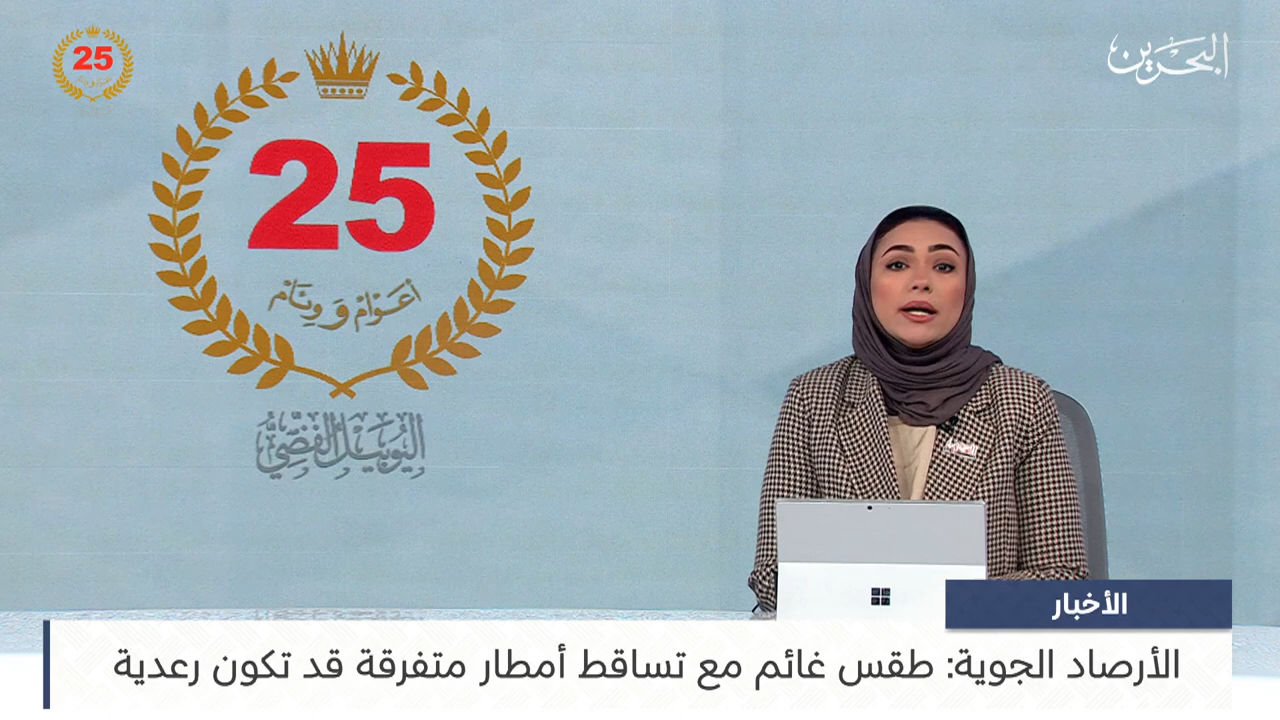 25
البحرين
25
أعوام و وئام
اليوبيل الفضي
الأخبار
الأرصاد الجوية: طقس غائم مع تساقط أمطار متفرقة قد تكون رعدية